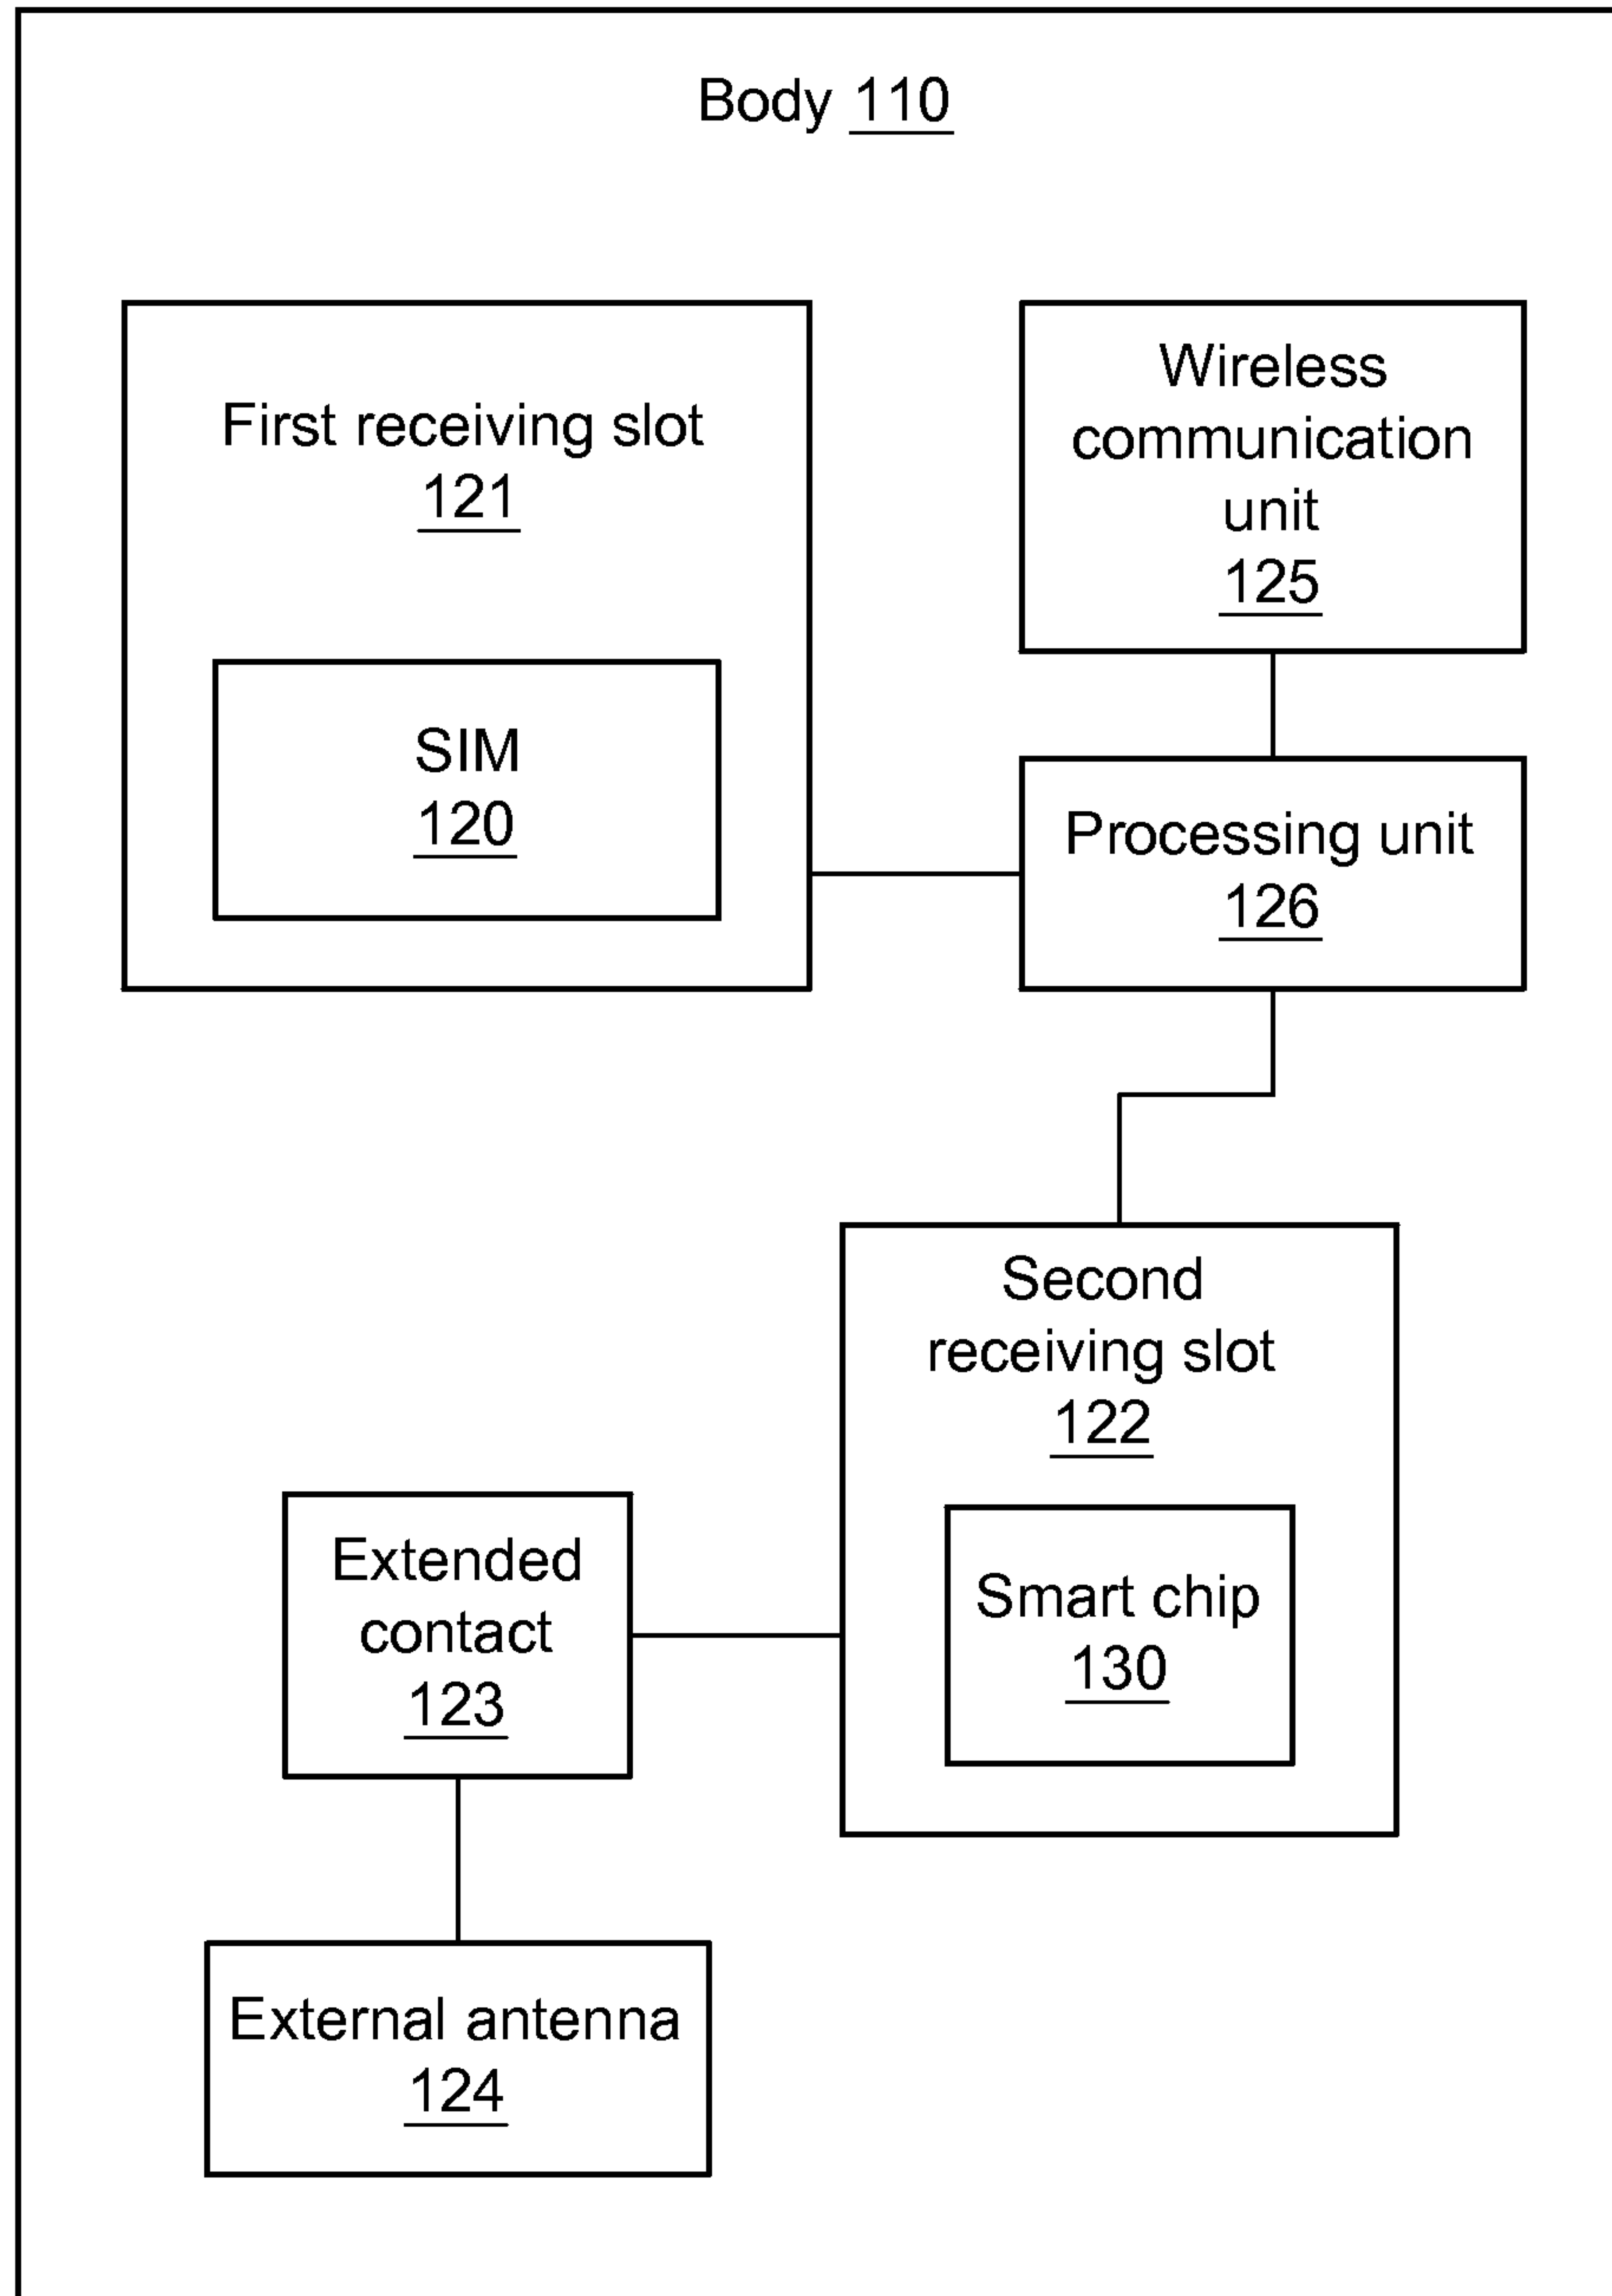 Body 110
First receiving slot
121
SIM
120
Wireless
communication
unit
125
Processing unit
126
Second
receiving slot
122
Smart chip
130
Extended
contact
123
External antenna
124